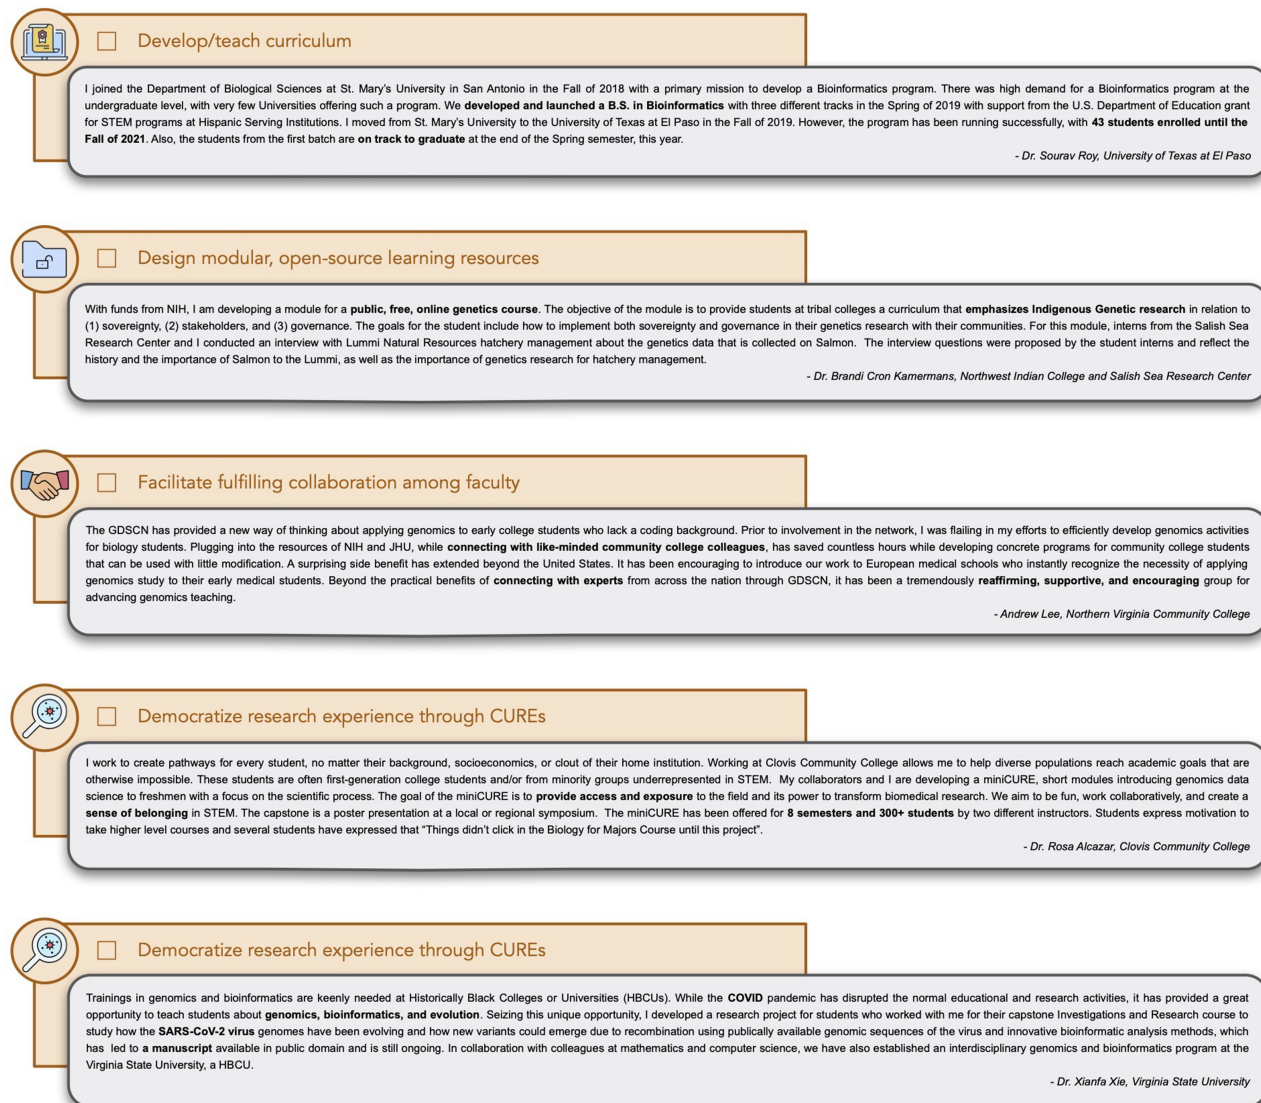 Develop/teach curriculum
I joined the Department of Biological Sciences at St. Mary's University in San Antonio in the Fall of 2018 with a primary mission to develop a Bioinformatics program. There was high demand for a Bioinformatics program at the
undergraduate level, with very few Universities offering such a program. We developed and launched a B.S. in Bioinformatics with three different tracks in the Spring of 2019 with support from the U.S. Department of Education grant
for STEM programs at Hispanic Serving Institutions. I moved from St. Mary's University to the University of Texas at El Paso in the Fall of 2019. However, the program has been running successfully, with 43 students enrolled until the
Fall of 2021. Also, the students from the first batch are on track to graduate at the end of the Spring semester, this year.
- Dr. Sourav Roy, University of Texas at El Paso
Design modular, open-source learning resources
With funds from NIH, I am developing a module for a public, free, online genetics course. The objective of the module is to provide students at tribal colleges a curriculum that emphasizes Indigenous Genetic research in relation to
(1) sovereignty, (2) stakeholders, and (3) governance. The goals for the student include how to implement both sovereignty and governance in their genetics research with their communities. For this module, interns from the Salish Sea
Research Center and I conducted an interview with Lummi Natural Resources hatchery management about the genetics data that is collected on Salmon. The interview questions were proposed by the student interns and reflect the
history and the importance of Salmon to the Lummi, as well as the importance of genetics research for hatchery management.
- Dr. Brandi Cron Kamermans, Northwest Indian College and Salish Sea Research Center
Facilitate fulfilling collaboration among faculty
The GDSCN has provided a new way of thinking about applying genomics to early college students who lack a coding background. Prior to involvement in the network, I was flailing in my efforts to efficiently develop genomics activities
for biology students. Plugging into the resources of NIH and JHU, while connecting with like-minded community college colleagues, has saved countless hours while developing concrete programs for community college students
that can be used with little modification. A surprising side benefit has extended beyond the United States. It has been encouraging to introduce our work to European medical schools who instantly recognize the necessity of applying
genomics study to their early medical students. Beyond the practical benefits of connecting with experts from across the nation through GDSCN, it has been a tremendously reaffirming, supportive, and encouraging group for
advancing genomics teaching.
- Andrew Lee, Northern Virginia Community College
Democratize research experience through CUREs
I work to create pathways for every student, no matter their background, socioeconomics, or clout of their home institution. Working at Clovis Community College allows me to help diverse populations reach academic goals that are
otherwise impossible. These students are often first-generation college students and/or from minority groups underrepresented in STEM. My collaborators and I are developing a miniCURE, short modules introducing genomics data
science to freshmen with a focus on the scientific process. The goal of the miniCURE is to provide access and exposure to the field and its power to transform biomedical research. We aim to be fun, work collaboratively, and create a
sense of belonging in STEM. The capstone is a poster presentation at a local or regional symposium. The miniCURE has been offered for 8 semesters and 300+ students by two different instructors. Students express motivation to
take higher level courses and several students have expressed that "Things didn't click in the Biology for Majors Course until this project".
- Dr. Rosa Alcazar, Clovis Community College
Democratize research experience through CUREs
Trainings in genomics and bioinformatics are keenly needed at Historically Black Colleges or Universities (HBCUs). While the COVID pandemic has disrupted the normal educational and research activities, it has provided a great
opportunity to teach students about genomics, bioinformatics, and evolution. Seizing this unique opportunity, I developed a research project for students who worked with me for their capstone Investigations and Research course to
study how the SARS-CoV-2 virus genomes have been evolving and how new variants could emerge due to recombination using publically available genomic sequences of the virus and innovative bioinformatic analysis methods, which
has led to a manuscript available in public domain and is still ongoing. In collaboration with colleagues at mathematics and computer science, we have also established an interdisciplinary genomics and bioinformatics program at the
Virginia State University, a HBCU.
- Dr. Xianfa Xie, Virginia State University